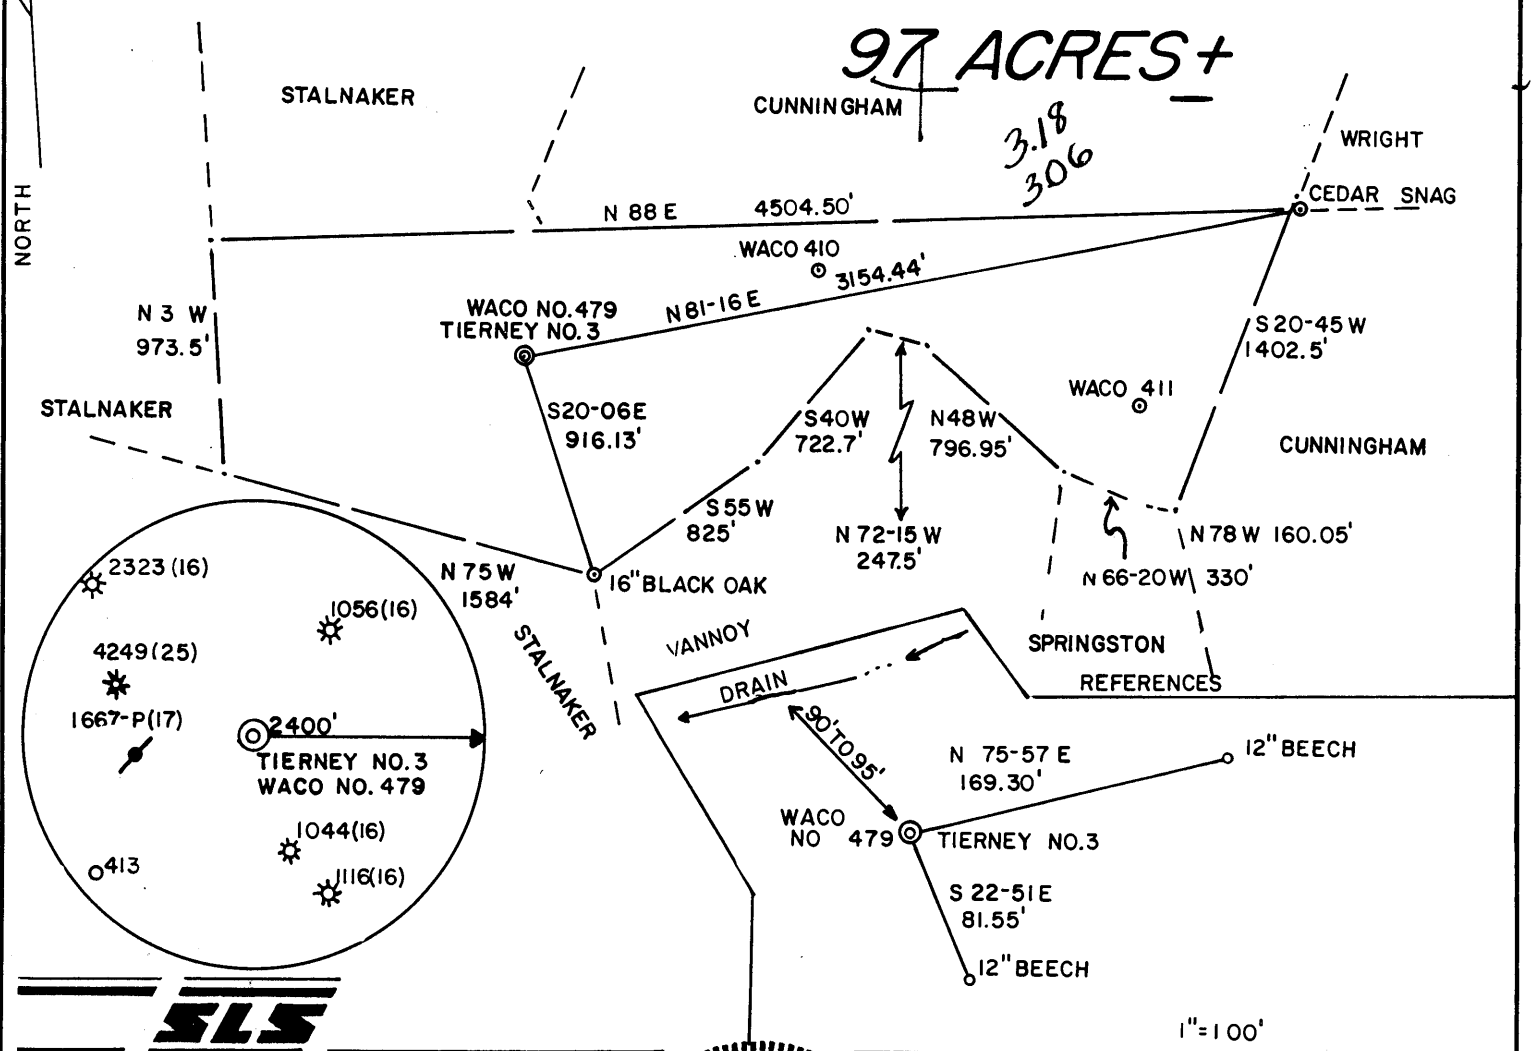 97 ACRES±
STALNAKER
CUNNINGHAM
3.18
306
WRIGHT
CEDAR SNAG
NORTH
N 88 E 4504.50'
WACO 410
3154.44'
N 81-16 E
WACO NO. 479
TIERNEY NO. 3
N 3 W
973.5'
S 20-45 W
1402.5'
WACO 411
STALNAKER
S20-06E
916.13'
S40W
722.7'
N48W
796.95'
CUNNINGHAM
S 55 W
825'
N 72-15 W
247.5'
N 78 W 160.05'
N 66-20W 330'
N 75 W
1584'
16" BLACK OAK
STALNAKER
VANNOY
SPRINGSTON
REFERENCES
DRAIN
90' TO 95'
2323 (16)
1056(16)
4249(25)
1667-P(17)
2400'
TIERNEY NO. 3
WACO NO. 479
1044(16)
413
1116(16)
N 75-57 E
169.30'
12" BEECH
WACO
NO 479
TIERNEY NO.3
S 22-51 E
81.55'
12" BEECH
1"=100'
SLS